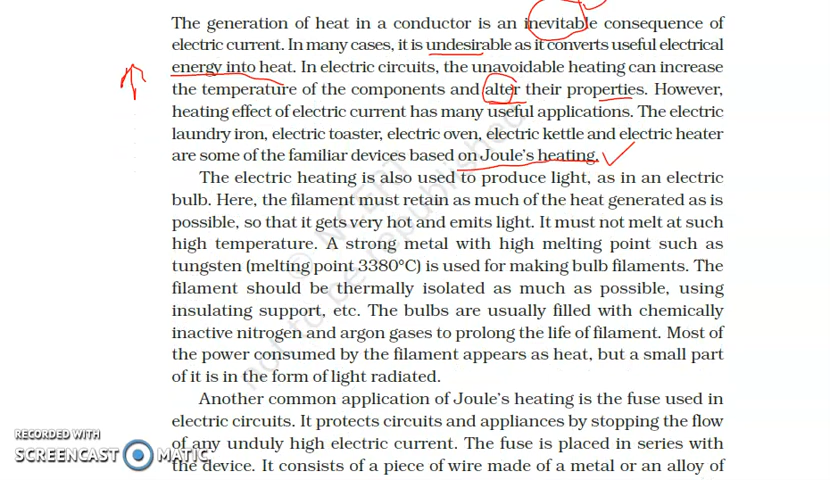 The generation of heat in a conductor is an inevitable consequence of
electric current. In many cases, it is undesirable as it converts useful electrical
energy into heat. In electric circuits, the unavoidable heating can increase
the temperature of the components and alter their properties. However,
heating effect of electric current has many useful applications. The electric
laundry iron, electric toaster, electric oven, electric kettle and electric heater
are some of the familiar devices based on Joule's heating.
The electric heating is also used to produce light, as in an electric
bulb. Here, the filament must retain as much of the heat generated as is
possible, so that it gets very hot and emits light. It must not melt at such
high temperature. A strong metal with high melting point such as
tungsten (melting point 3380°C) is used for making bulb filaments. The
filament should be thermally isolated as much as possible, using
insulating support, etc. The bulbs are usually filled with chemically
inactive nitrogen and argon gases to prolong the life of filament. Most of
the power consumed by the filament appears as heat, but a small part
of it is in the form of light radiated.
Another common application of Joule's heating is the fuse used in
electric circuits. It protects circuits and appliances by stopping the flow
of any unduly high electric current. The fuse is placed in series with
the device. It consists of a piece of wire made of a metal or an alloy of
© NCERT
not to be republished
RECORDED WITH
SCREENCAST MATIC